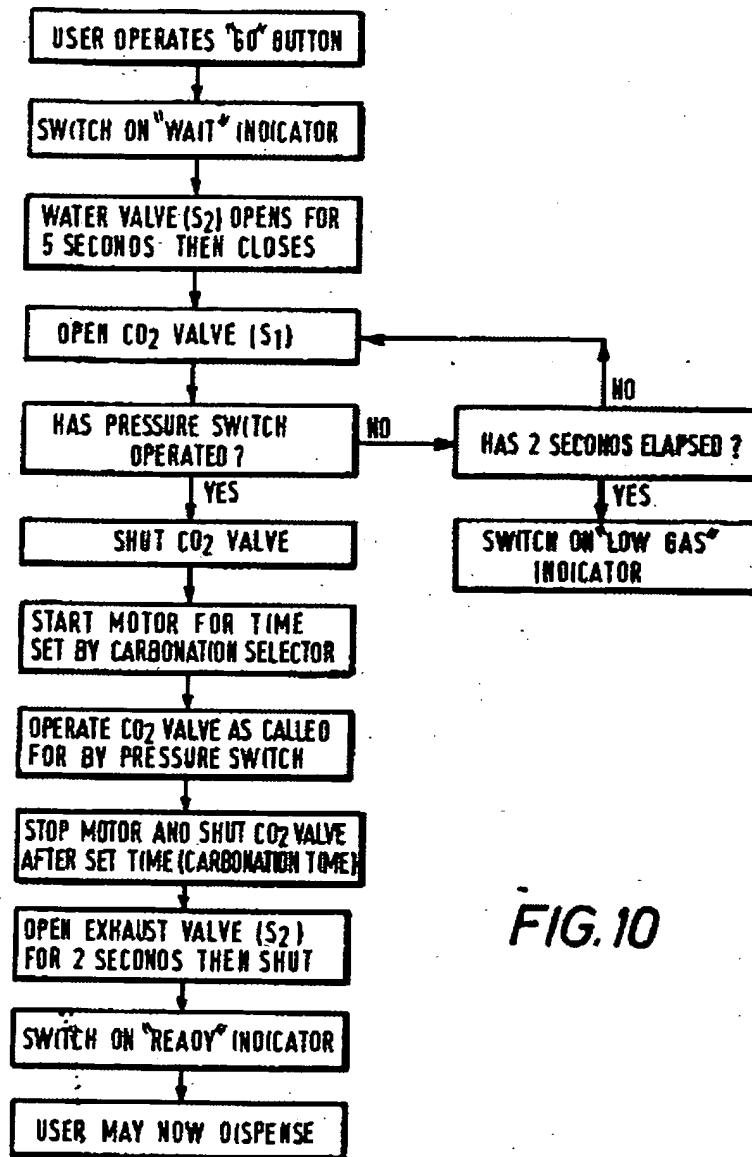 USER OPERATES "GO" BUTTON
SWITCH ON "WAIT" INDICATOR
WATER VALVE (S2) OPENS FOR
5 SECONDS THEN CLOSES
OPEN CO2 VALVE (S1)
NO
HAS PRESSURE SWITCH
OPERATED ?
NO
HAS 2 SECONDS ELAPSED ?
YES
YES
SHUT CO2 VALVE
SWITCH ON "LOW GAS"
INDICATOR
START MOTOR FOR TIME
SET BY CARBONATION SELECTOR
OPERATE CO2 VALVE AS CALLED
FOR BY PRESSURE SWITCH
STOP MOTOR AND SHUT CO2 VALVE
AFTER SET TIME (CARBONATION TIME)
OPEN EXHAUST VALVE (S2)
FOR 2 SECONDS THEN SHUT
FIG. 10
SWITCH ON "READY" INDICATOR
USER MAY NOW DISPENSE